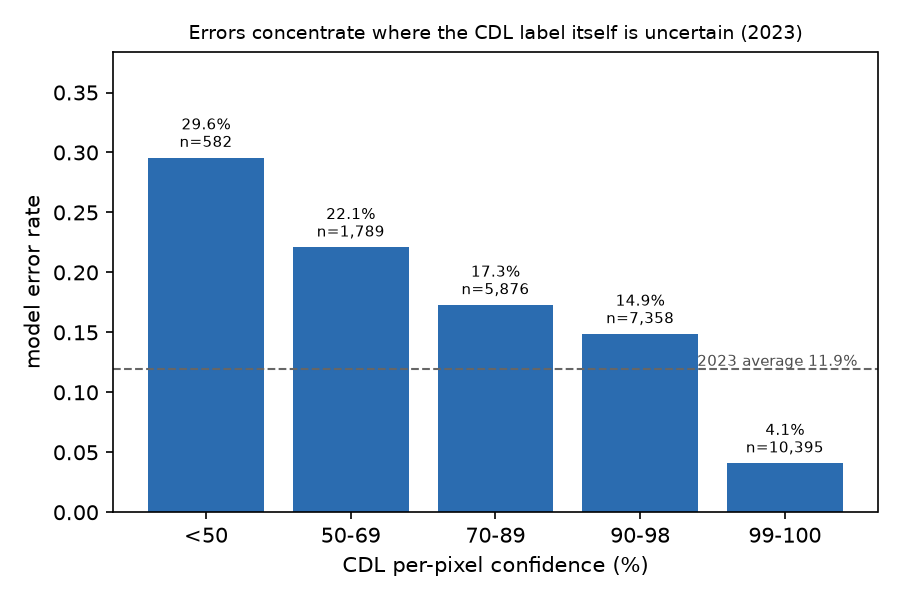 Errors concentrate where the CDL label itself is uncertain (2023)
model error rate
0.35
0.30
0.25
0.20
0.15
0.10
0.05
0.00
29.6%
n=582
22.1%
n=1,789
17.3%
n=5,876
14.9%
n=7,358
2023 average 11.9%
4.1%
n=10,395
<50
50-69
70-89
90-98
99-100
CDL per-pixel confidence (%)